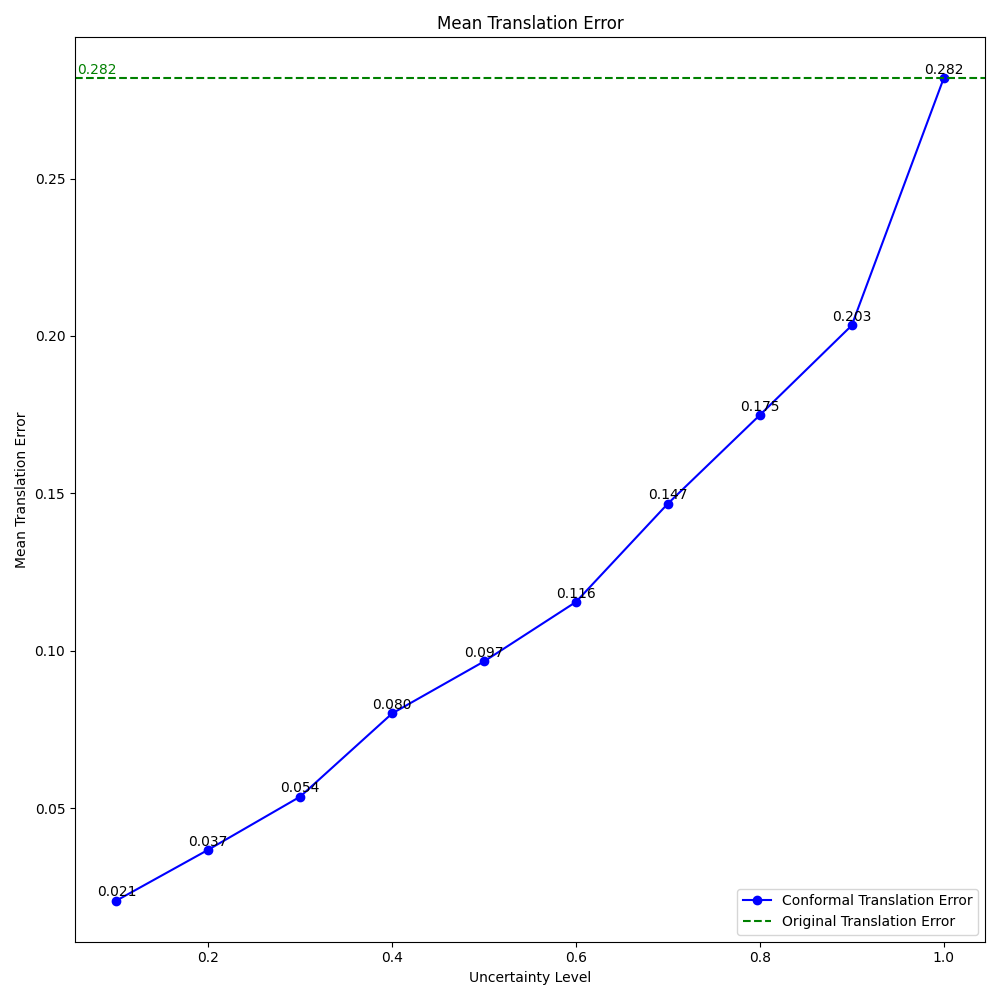 Mean Translation Error
0.282
0.282
0.25
0.203
0.20
0.175
0.15
0.147
0.116
0.10
0.097
0.080
0.054
0.05
0.037
0.021
Mean Translation Error
Conformal Translation Error
Original Translation Error
0.2 0.4 0.6 0.8 1.0
Uncertainty Level